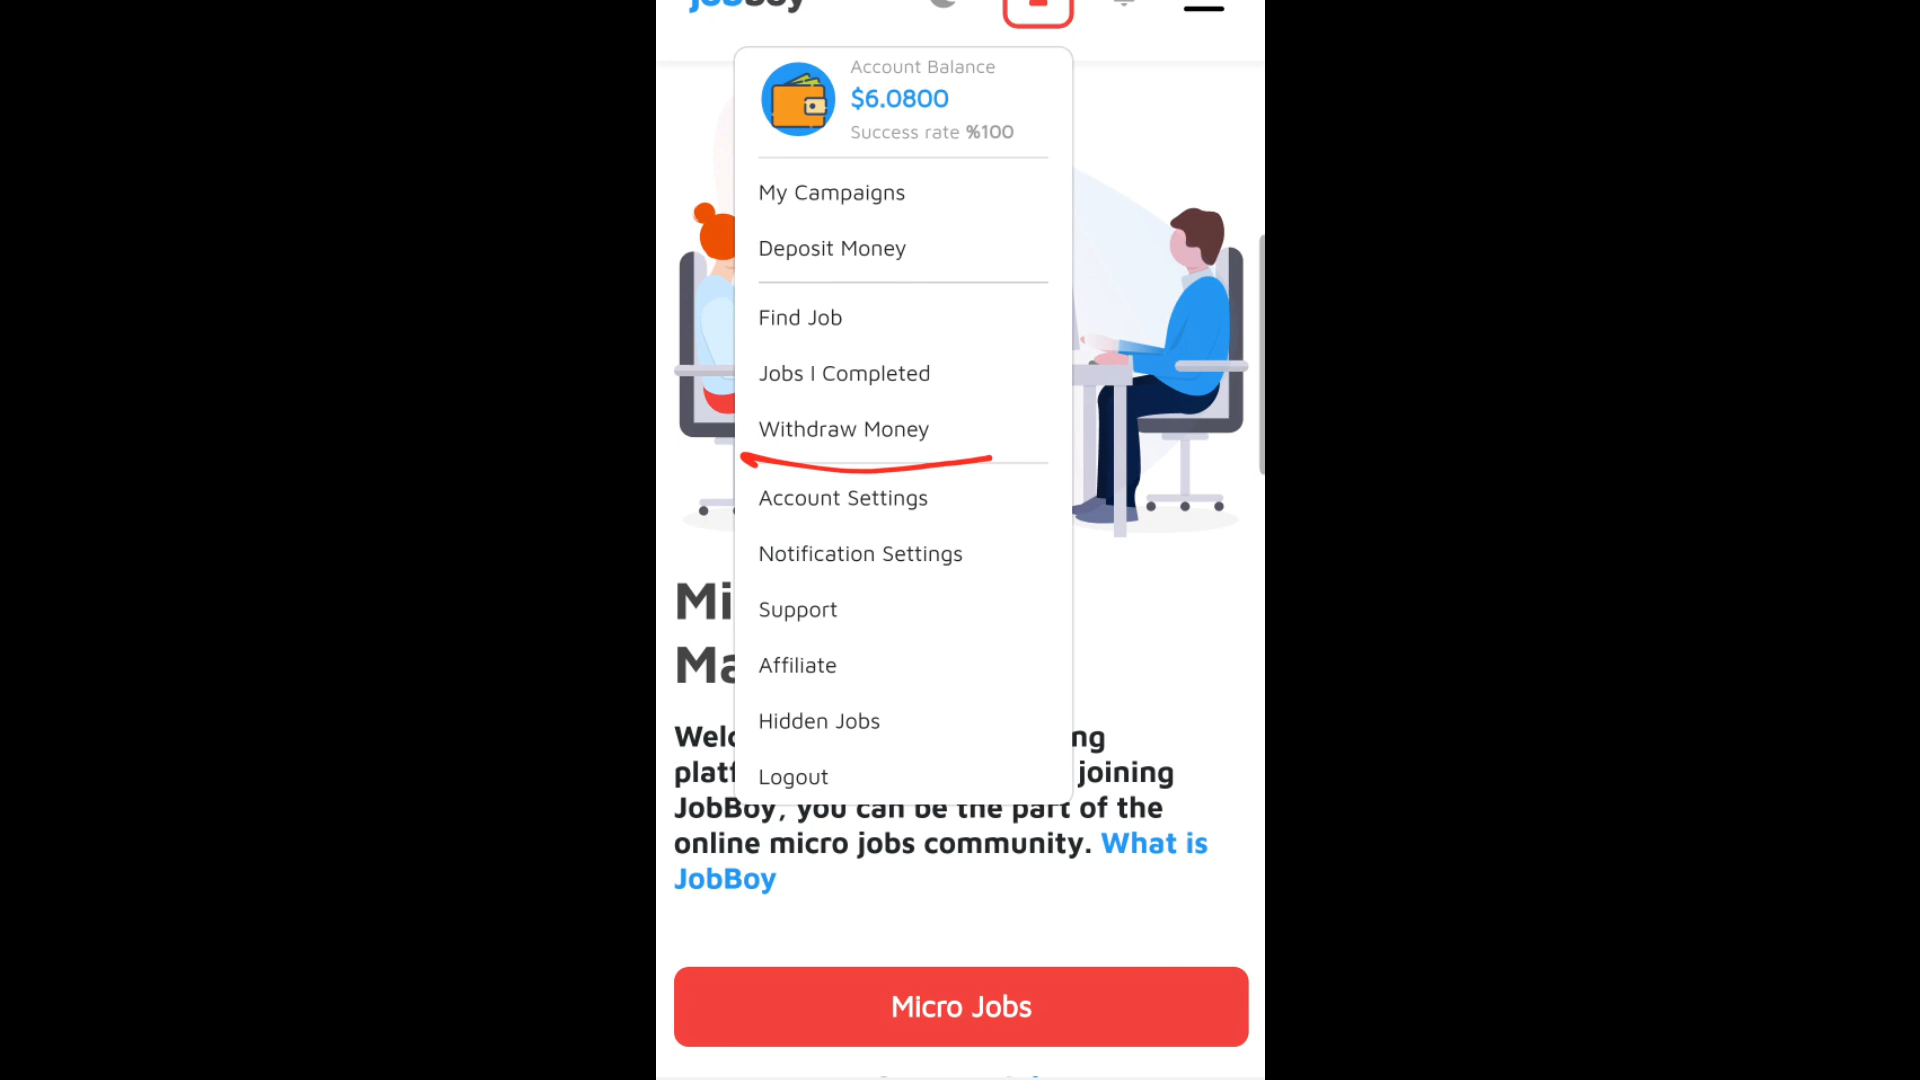 jobboy
Account Balance
$6.0800
Success rate %100
My Campaigns
Deposit Money
Find Job
Jobs I Completed
Withdraw Money
Account Settings
Notification Settings
Support
Affiliate
Hidden Jobs
Logout
Mi
Ma
Welc ng
platf joining
JobBoy, you can be the part of the
online micro jobs community. What is
JobBoy
Micro Jobs